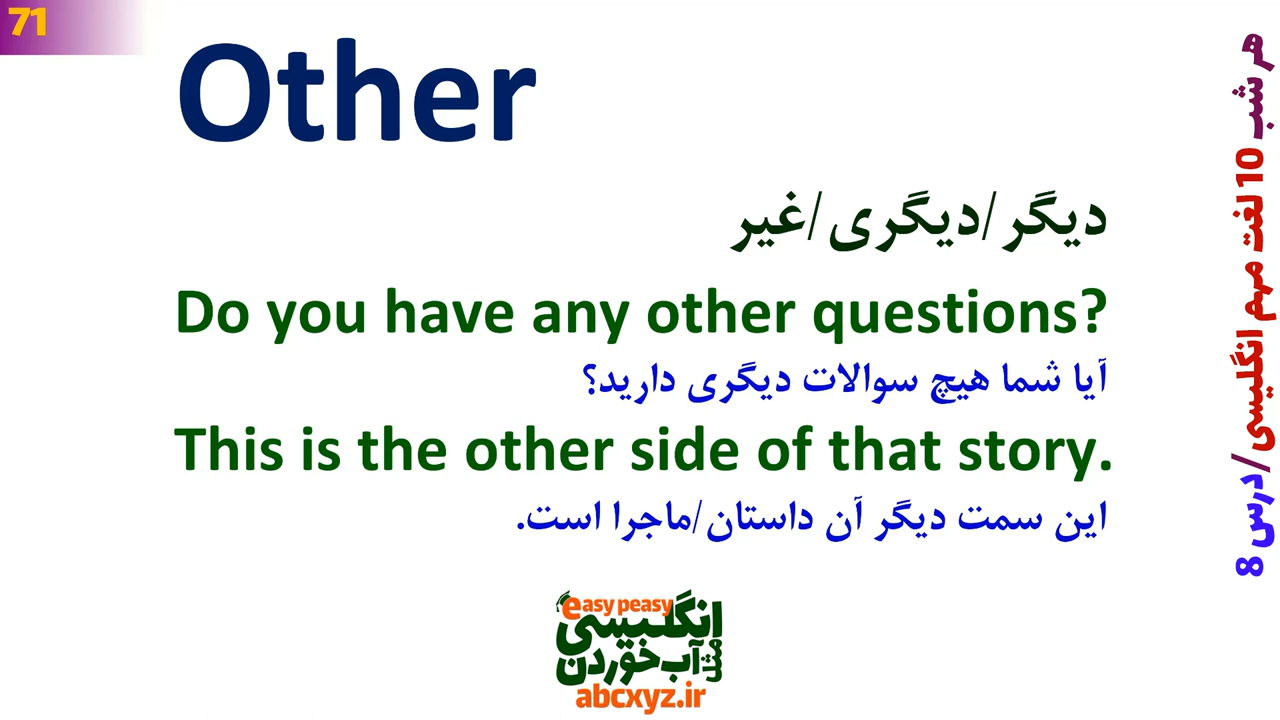 71
Other
دیگر/دیگری/غیر
Do you have any other questions?
آیا شما هیچ سوالات دیگری دارید؟
This is the other side of that story.
این سمت دیگر آن داستان/ماجرا است.
هر شب 10 لغت مهم انگلیسی/درس 8
easy peasy
انگلیسی
مثل آب خوردن
abcxyz.ir